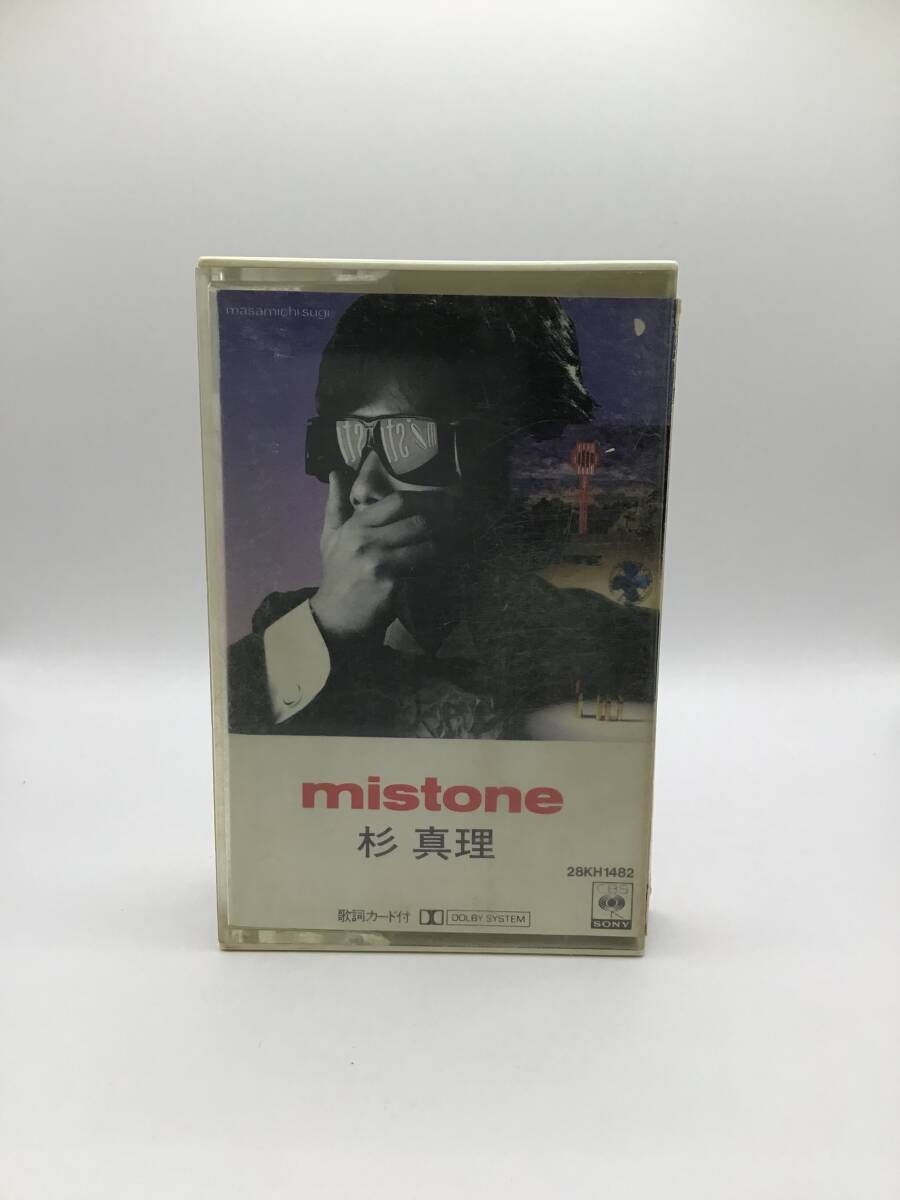 masamichi sugi
mistone
杉 真理
28KH1482
CBS
SONY
歌詞カード付 DOLBY SYSTEM